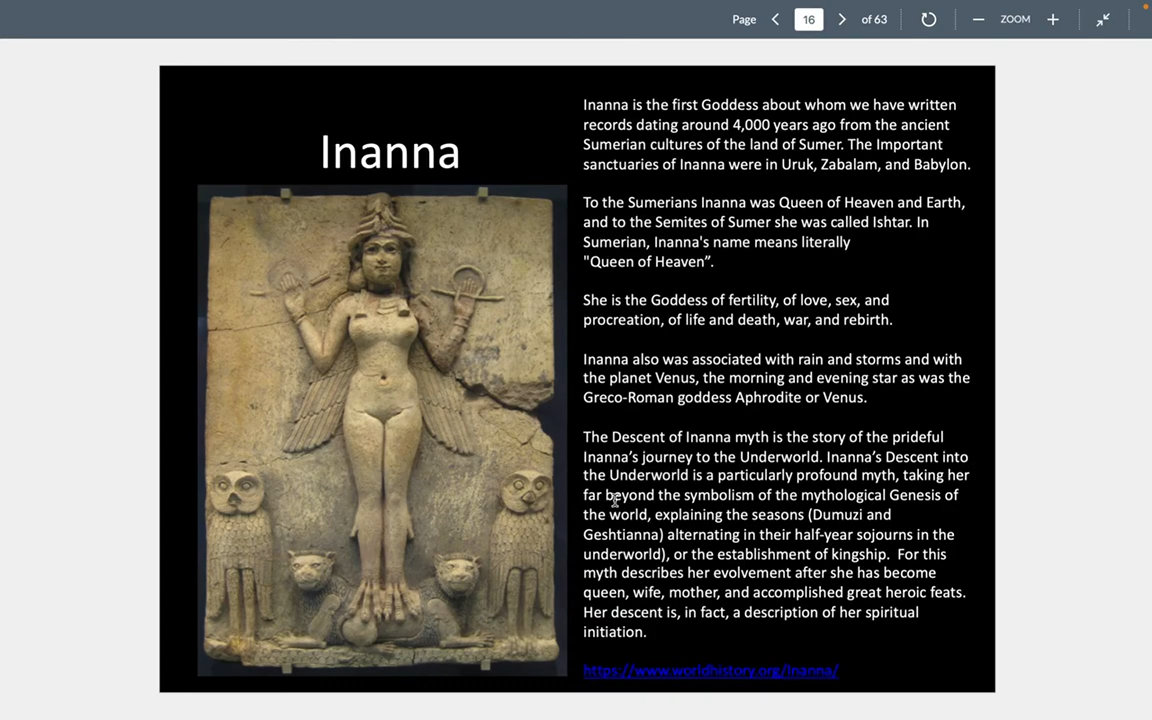 Page 16 of 63 ZOOM
Inanna
Inanna is the first Goddess about whom we have written
records dating around 4,000 years ago from the ancient
Sumerian cultures of the land of Sumer. The Important
sanctuaries of Inanna were in Uruk, Zabalam, and Babylon.
To the Sumerians Inanna was Queen of Heaven and Earth,
and to the Semites of Sumer she was called Ishtar. In
Sumerian, Inanna's name means literally
"Queen of Heaven”.
She is the Goddess of fertility, of love, sex, and
procreation, of life and death, war, and rebirth.
Inanna also was associated with rain and storms and with
the planet Venus, the morning and evening star as was the
Greco-Roman goddess Aphrodite or Venus.
The Descent of Inanna myth is the story of the prideful
Inanna’s journey to the Underworld. Inanna’s Descent into
the Underworld is a particularly profound myth, taking her
far beyond the symbolism of the mythological Genesis of
the world, explaining the seasons (Dumuzi and
Geshtianna) alternating in their half-year sojourns in the
underworld), or the establishment of kingship. For this
myth describes her evolvement after she has become
queen, wife, mother, and accomplished great heroic feats.
Her descent is, in fact, a description of her spiritual
initiation.
https://www.worldhistory.org/Inanna/